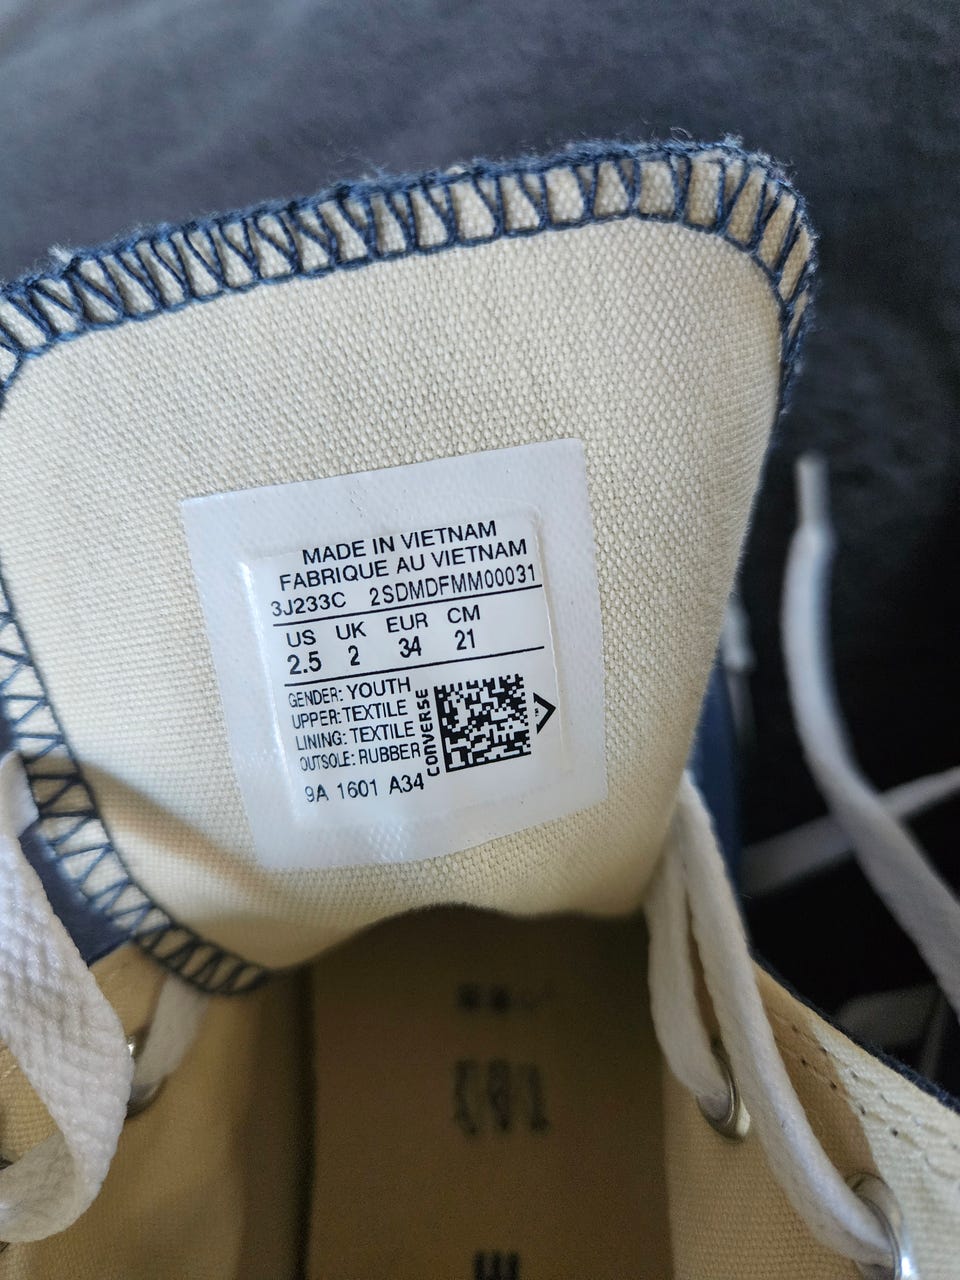 MADE IN VIETNAM
FABRIQUE AU VIETNAM
3J233C 2SDMDFMM00031
US UK EUR CM
2.5 2 34 21
GENDER: YOUTH
UPPER: TEXTILE
LINING: TEXTILE
OUTSOLE: RUBBER
CONVERSE
9A 1601 A34